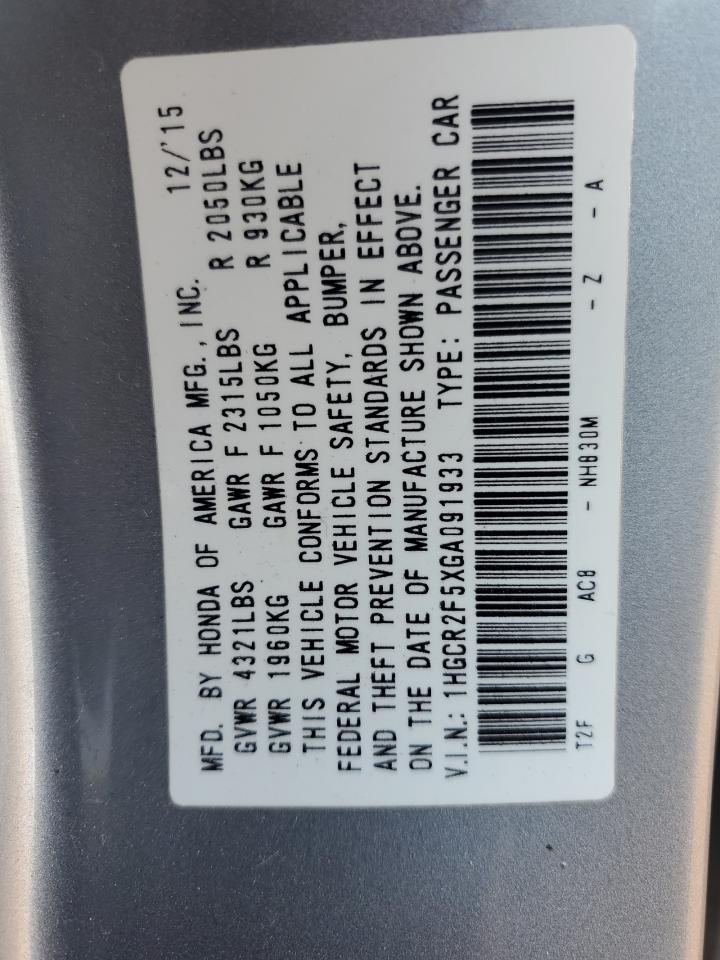 12/'15
MFD. BY HONDA OF AMERICA MFG., INC.
GVWR 4321LBS GAWR F 2315LBS R 2050LBS
GVWR 1960KG GAWR F 1050KG R 930KG
THIS VEHICLE CONFORMS TO ALL APPLICABLE
FEDERAL MOTOR VEHICLE SAFETY, BUMPER,
AND THEFT PREVENTION STANDARDS IN EFFECT
ON THE DATE OF MANUFACTURE SHOWN ABOVE.
V.I.N.: 1HGCR2F5XGA091933 TYPE: PASSENGER CAR
T2F G AC8 - NH830M - Z - A